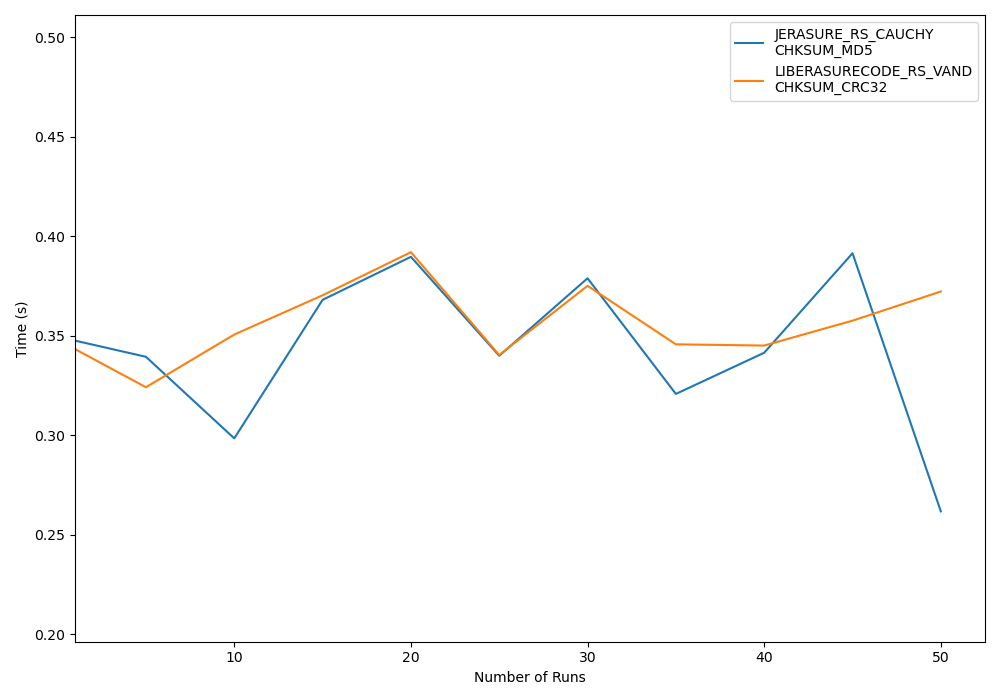 JERASURE_RS_CAUCHY
CHKSUM_MD5
LIBERASURECODE_RS_VAND
CHKSUM_CRC32
Time (s)
0.50
0.45
0.40
0.35
0.30
0.25
0.20
10 20 30 40 50
Number of Runs